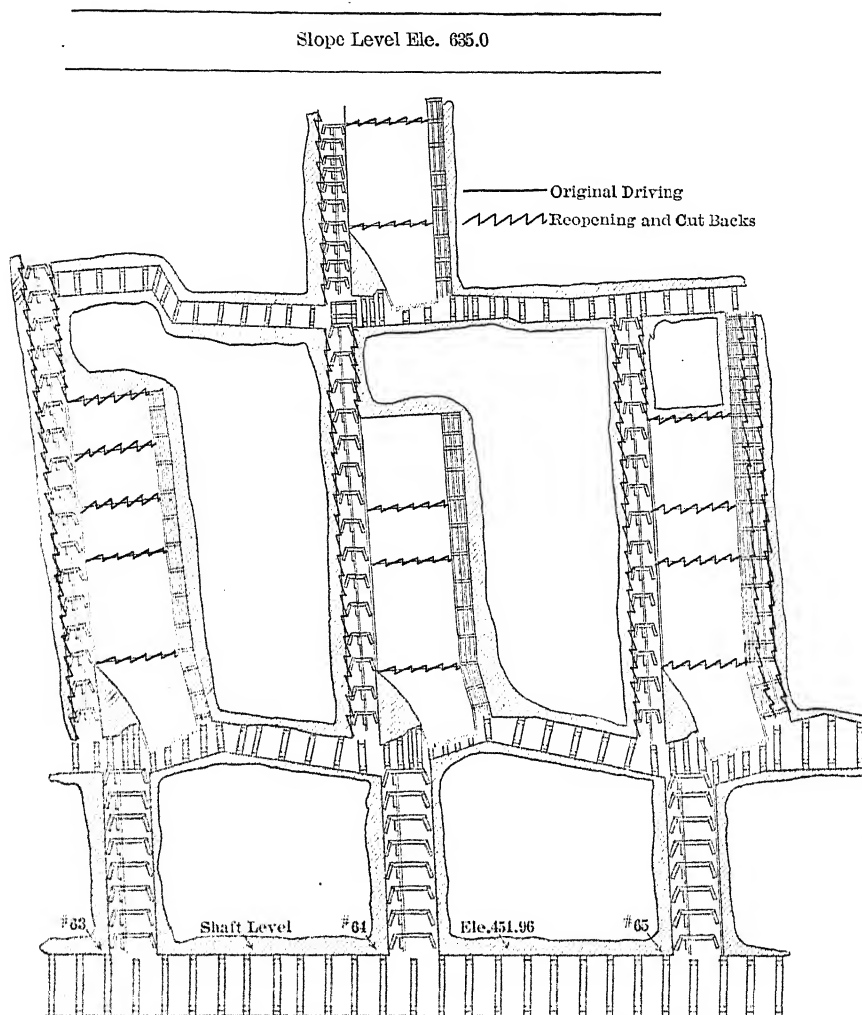 Slope Level Ele. 635.0
Original Driving
Reopening and Cut Backs
#63
Shaft Level
#64
Ele.451.96
#65